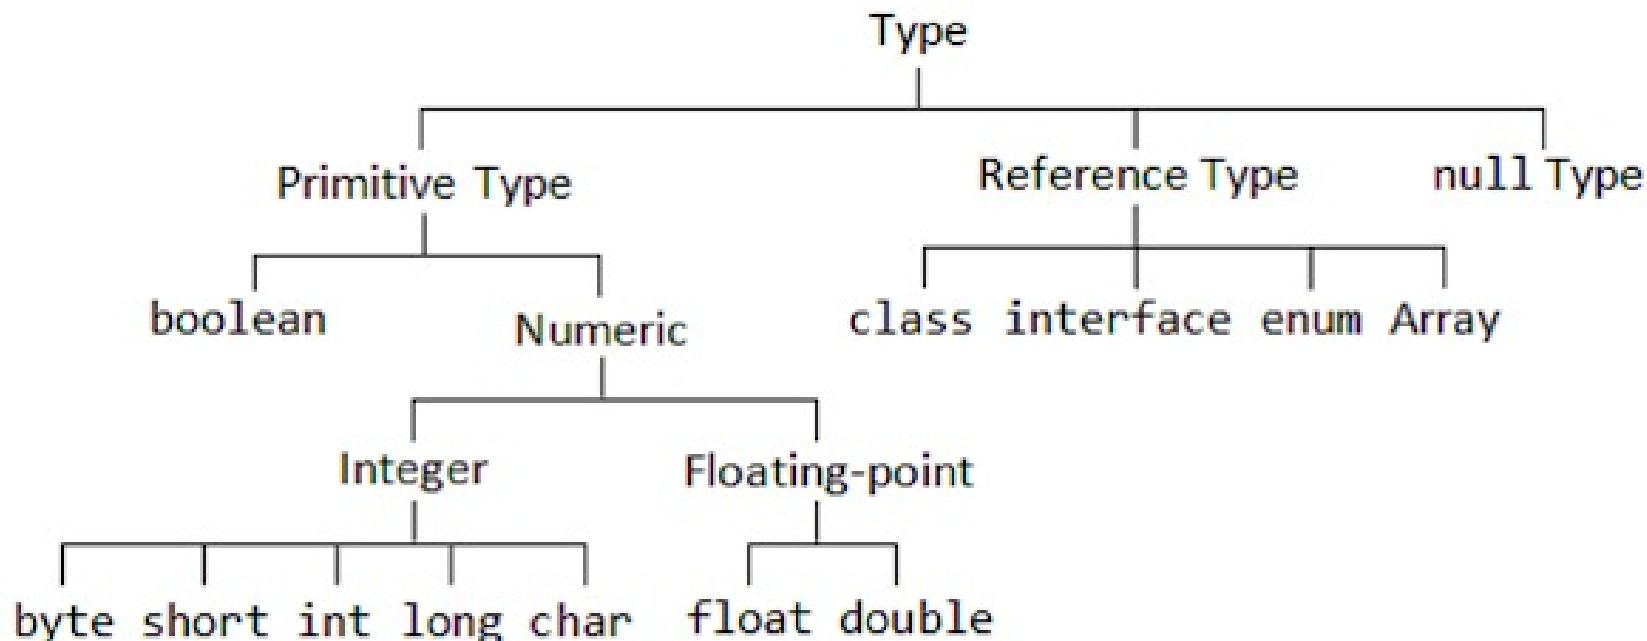 Type
Primitive Type Reference Type null Type
boolean Numeric class interface enum Array
Integer Floating-point
byte short int long char float double